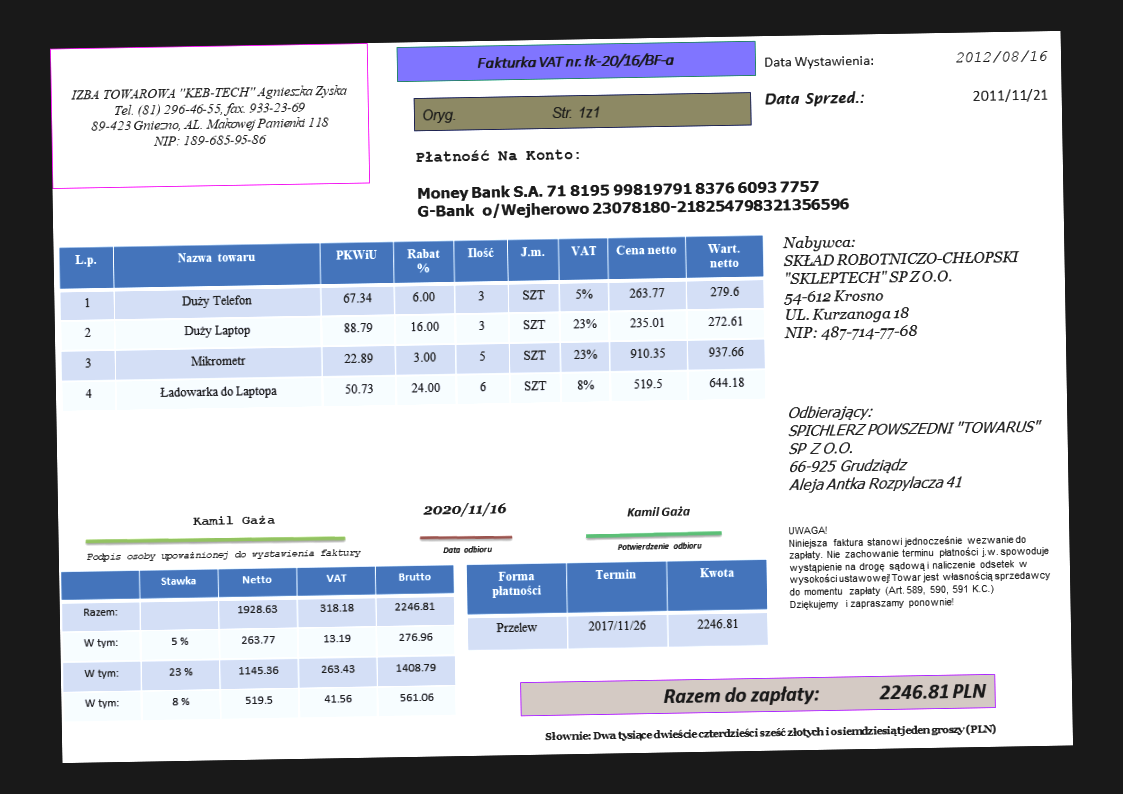 IZBA TOWAROWA "KEB-TECH" Agnieszka Zyska
Tel. (81) 296-46-55, fax. 933-23-69
89-423 Gniezno, AL. Makowej Panienki 118
NIP: 189-685-95-86
Fakturka VAT nr. łk-20/16/BF-a
Oryg. Str. 1z1
Data Wystawienia: 2012/08/16
Data Sprzed.: 2011/11/21
Płatność Na Konto:
Money Bank S.A. 71 8195 99819791 8376 6093 7757
G-Bank o/Wejherowo 23078180-218254798321356596
L.p. Nazwa towaru PKWiU Rabat % Ilość J.m. VAT Cena netto Wart. netto
1 Duży Telefon 67.34 6.00 3 SZT 5% 263.77 279.6
2 Duży Laptop 88.79 16.00 3 SZT 23% 235.01 272.61
3 Mikrometr 22.89 3.00 5 SZT 23% 910.35 937.66
4 Ładowarka do Laptopa 50.73 24.00 6 SZT 8% 519.5 644.18
Nabywca:
SKŁAD ROBOTNICZO-CHŁOPSKI
"SKLEPTECH" SP Z O.O.
54-612 Krosno
UL. Kurzanoga 18
NIP: 487-714-77-68
Odbierający:
SPICHLERZ POWSZEDNI "TOWARUS"
SP Z O.O.
66-925 Grudziądz
Aleja Antka Rozpylacza 41
Kamil Gaża
Podpis osoby upoważnionej do wystawienia faktury
2020/11/16
Data odbioru
Kamil Gaża
Potwierdzenie odbioru
UWAGA!
Niniejsza faktura stanowi jednocześnie wezwanie do
zapłaty. Nie zachowanie terminu płatności j.w. spowoduje
wystąpienie na drogę sądową i naliczenie odsetek w
wysokości ustawowej! Towar jest własnością sprzedawcy
do momentu zapłaty (Art. 589, 590, 591 K.C.)
Dziękujemy i zapraszamy ponownie!
Stawka Netto VAT Brutto
Razem: 1928.63 318.18 2246.81
W tym: 5 % 263.77 13.19 276.96
W tym: 23 % 1145.36 263.43 1408.79
W tym: 8 % 519.5 41.56 561.06
Forma płatności Termin Kwota
Przelew 2017/11/26 2246.81
Razem do zapłaty: 2246.81 PLN
Słownie: Dwa tysiące dwieście czterdzieści sześć złotych i osiemdziesiąt jeden groszy (PLN)